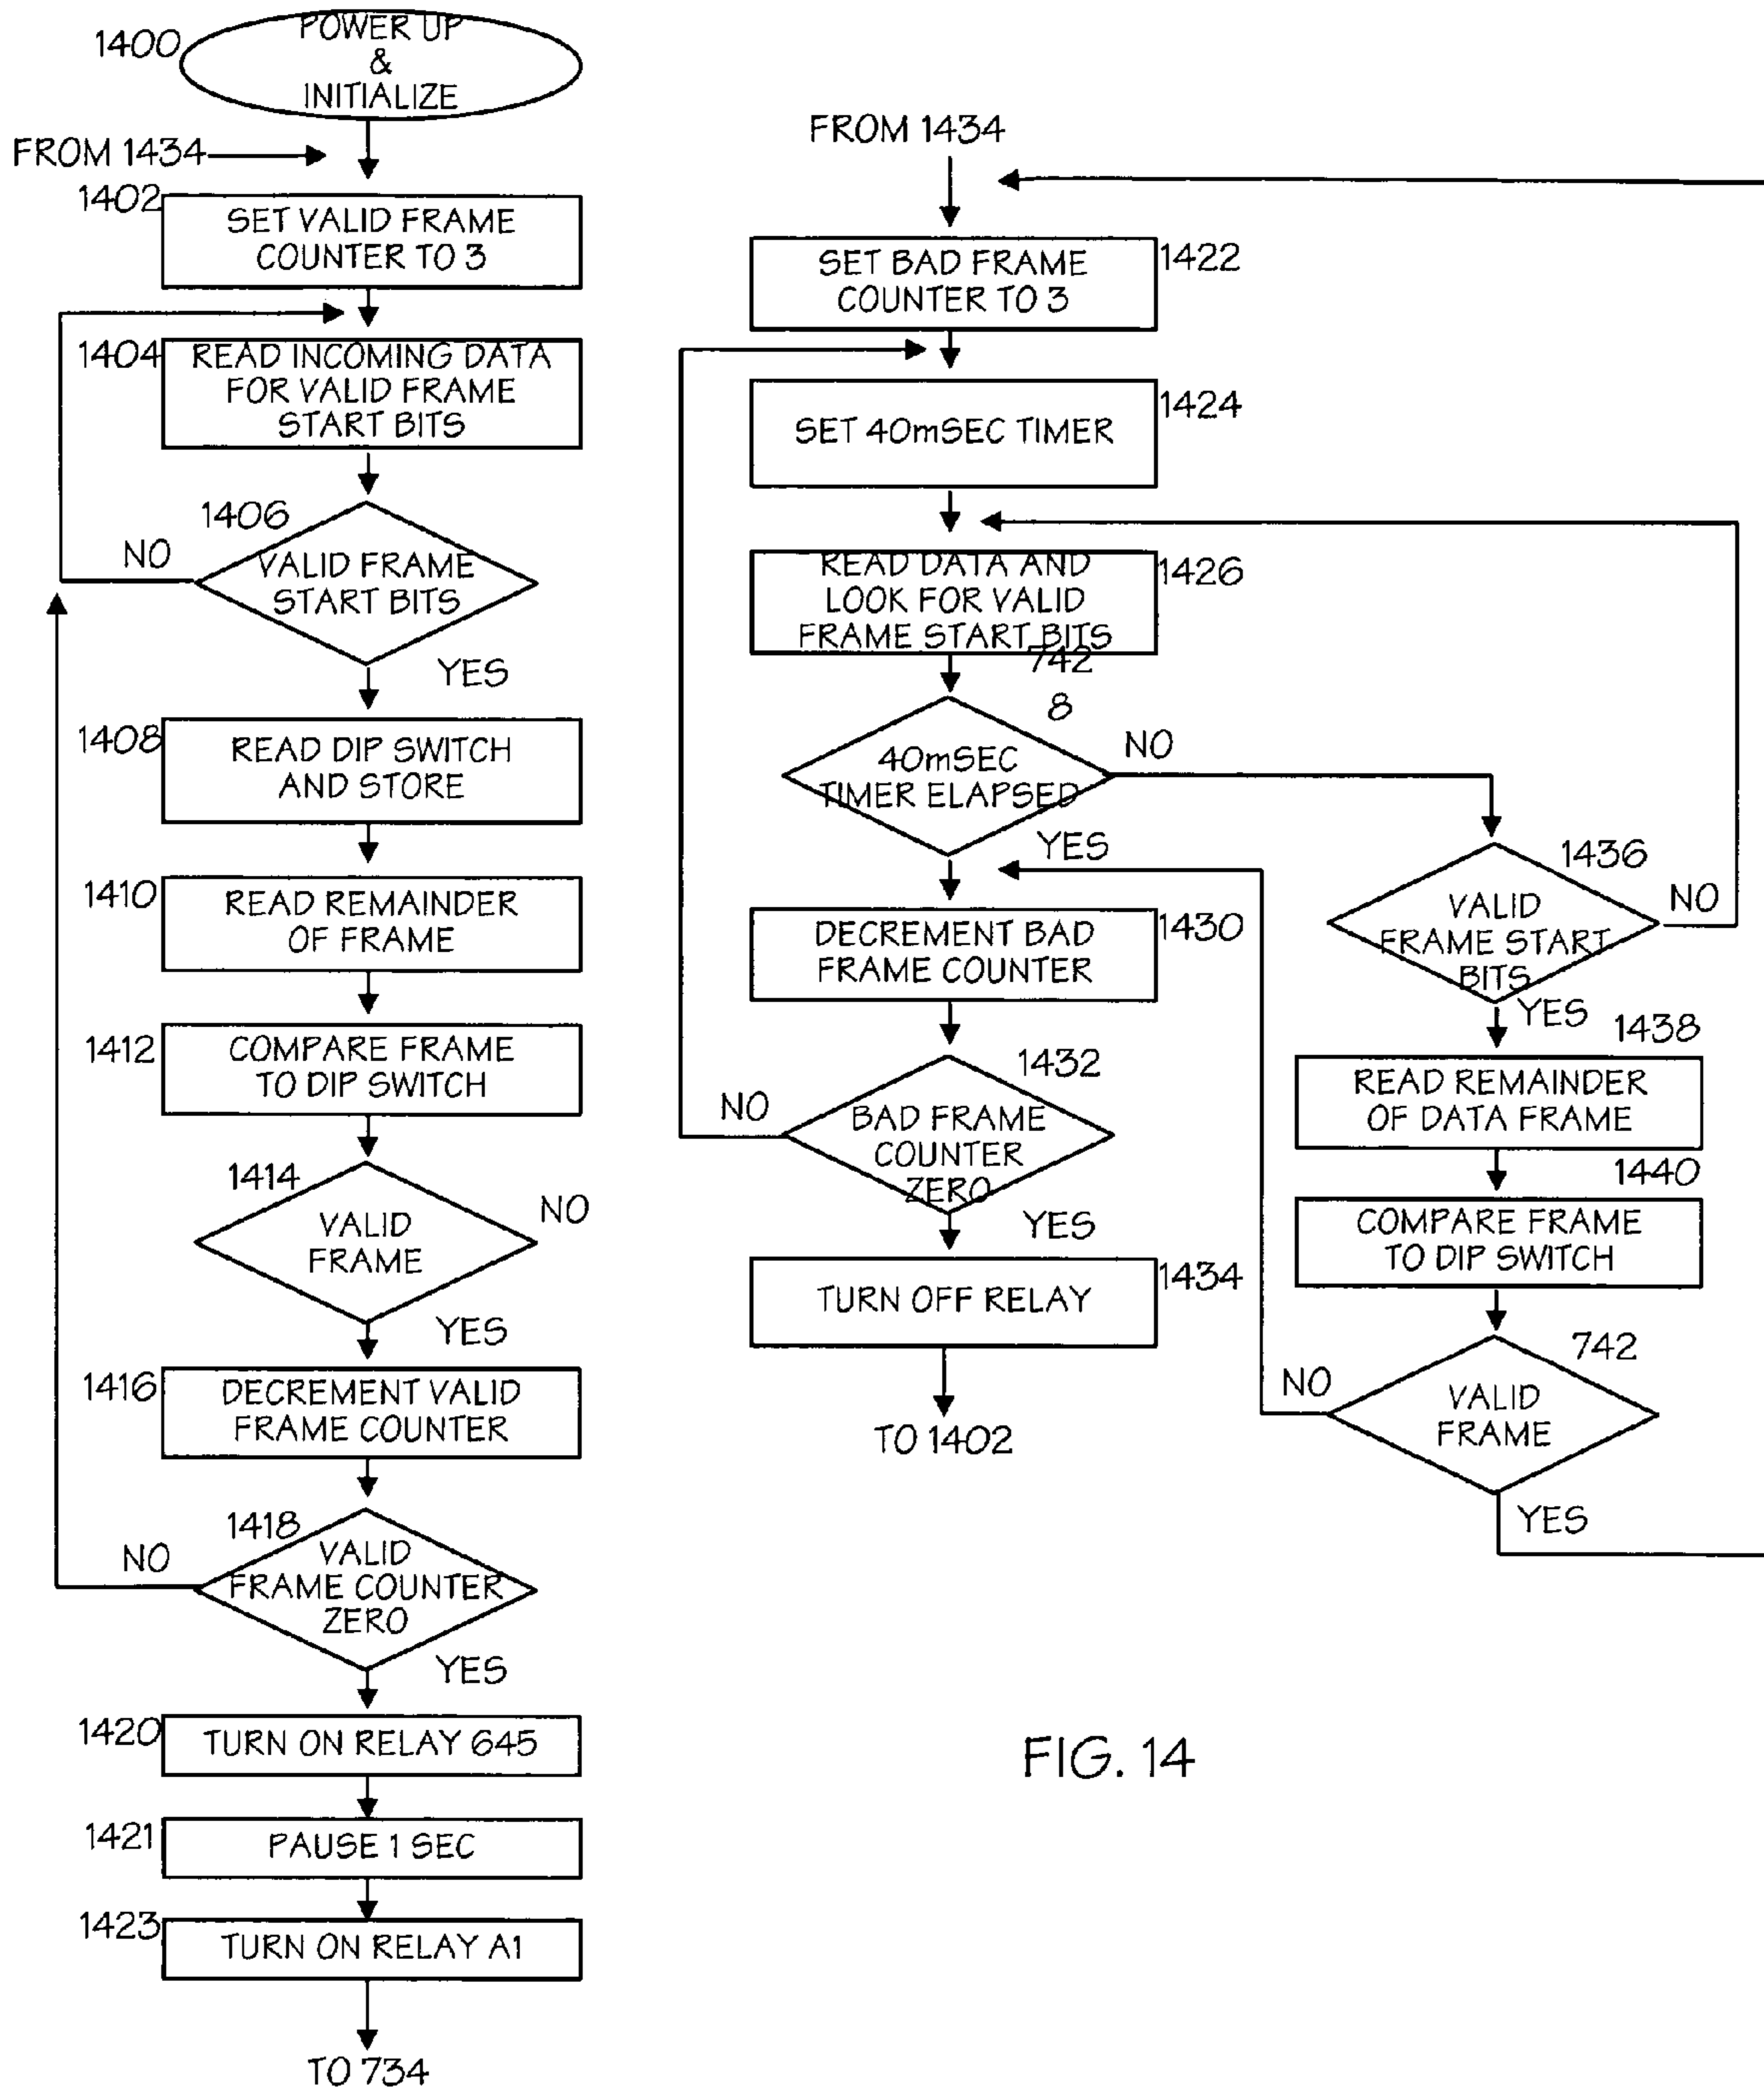 1400
POWER UP
&
INITIALIZE
FROM 1434
1402
SET VALID FRAME
COUNTER TO 3
1404
READ INCOMING DATA
FOR VALID FRAME
START BITS
1406
NO
VALID FRAME
START BITS
YES
1408
READ DIP SWITCH
AND STORE
1410
READ REMAINDER
OF FRAME
1412
COMPARE FRAME
TO DIP SWITCH
1414
NO
VALID
FRAME
YES
1416
DECREMENT VALID
FRAME COUNTER
1418
NO
VALID
FRAME COUNTER
ZERO
YES
1420
TURN ON RELAY 645
1421
PAUSE 1 SEC
1423
TURN ON RELAY A1
TO 734
FROM 1434
SET BAD FRAME
COUNTER TO 3
1422
SET 40mSEC TIMER
1424
READ DATA AND
LOOK FOR VALID
FRAME START BITS
1426
742
8
40mSEC
TIMER ELAPSED
NO
YES
DECREMENT BAD
FRAME COUNTER
1430
1432
NO
BAD FRAME
COUNTER
ZERO
YES
TURN OFF RELAY
1434
TO 1402
1436
VALID
FRAME START
BITS
NO
YES
1438
READ REMAINDER
OF DATA FRAME
1440
COMPARE FRAME
TO DIP SWITCH
742
NO
VALID
FRAME
YES
FIG. 14